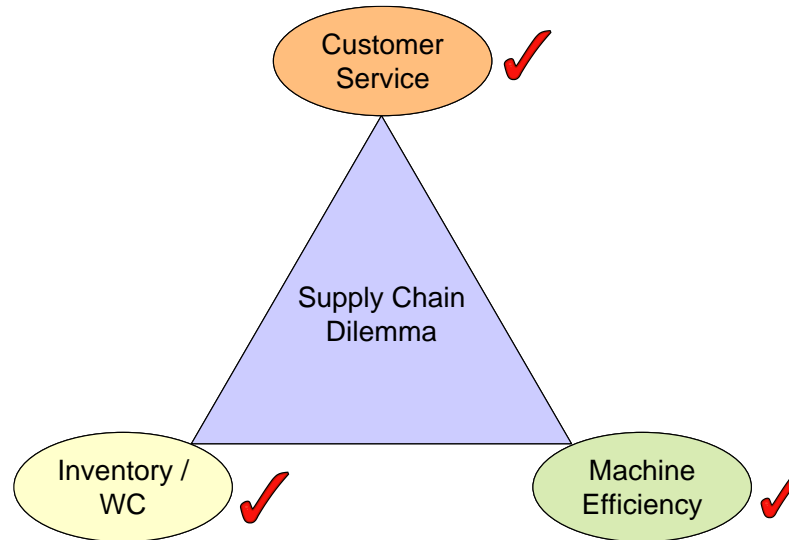 Customer
Service
Supply Chain
Dilemma
Inventory /
WC
Machine
Efficiency